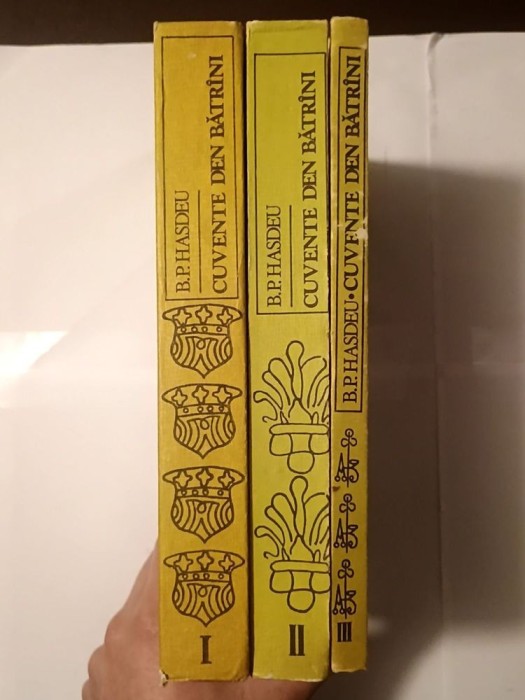 B.P. HASDEU
CUVENTE DEN BĂTRÎNI
I
B.P. HASDEU
CUVENTE DEN BĂTRÎNI
II
B.P. HASDEU • CUVENTE DEN BĂTRÎNI
III